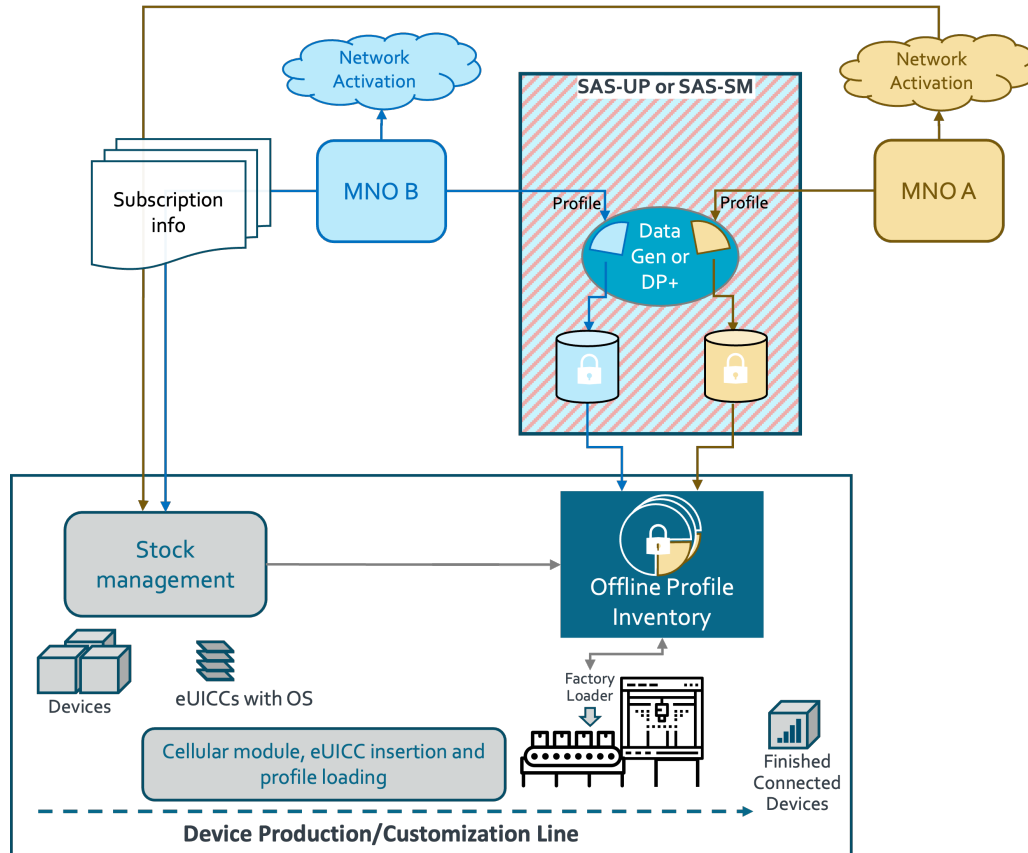 Network
Activation
SAS-UP or SAS-SM
Network
Activation
Subscription
info
MNO B
MNO A
Profile
Profile
Data
Gen or
DP+
Stock
management
Offline Profile
Inventory
Devices
eUICCs with OS
Factory
Loader
Cellular module, eUICC insertion and
profile loading
Finished
Connected
Devices
Device Production/Customization Line